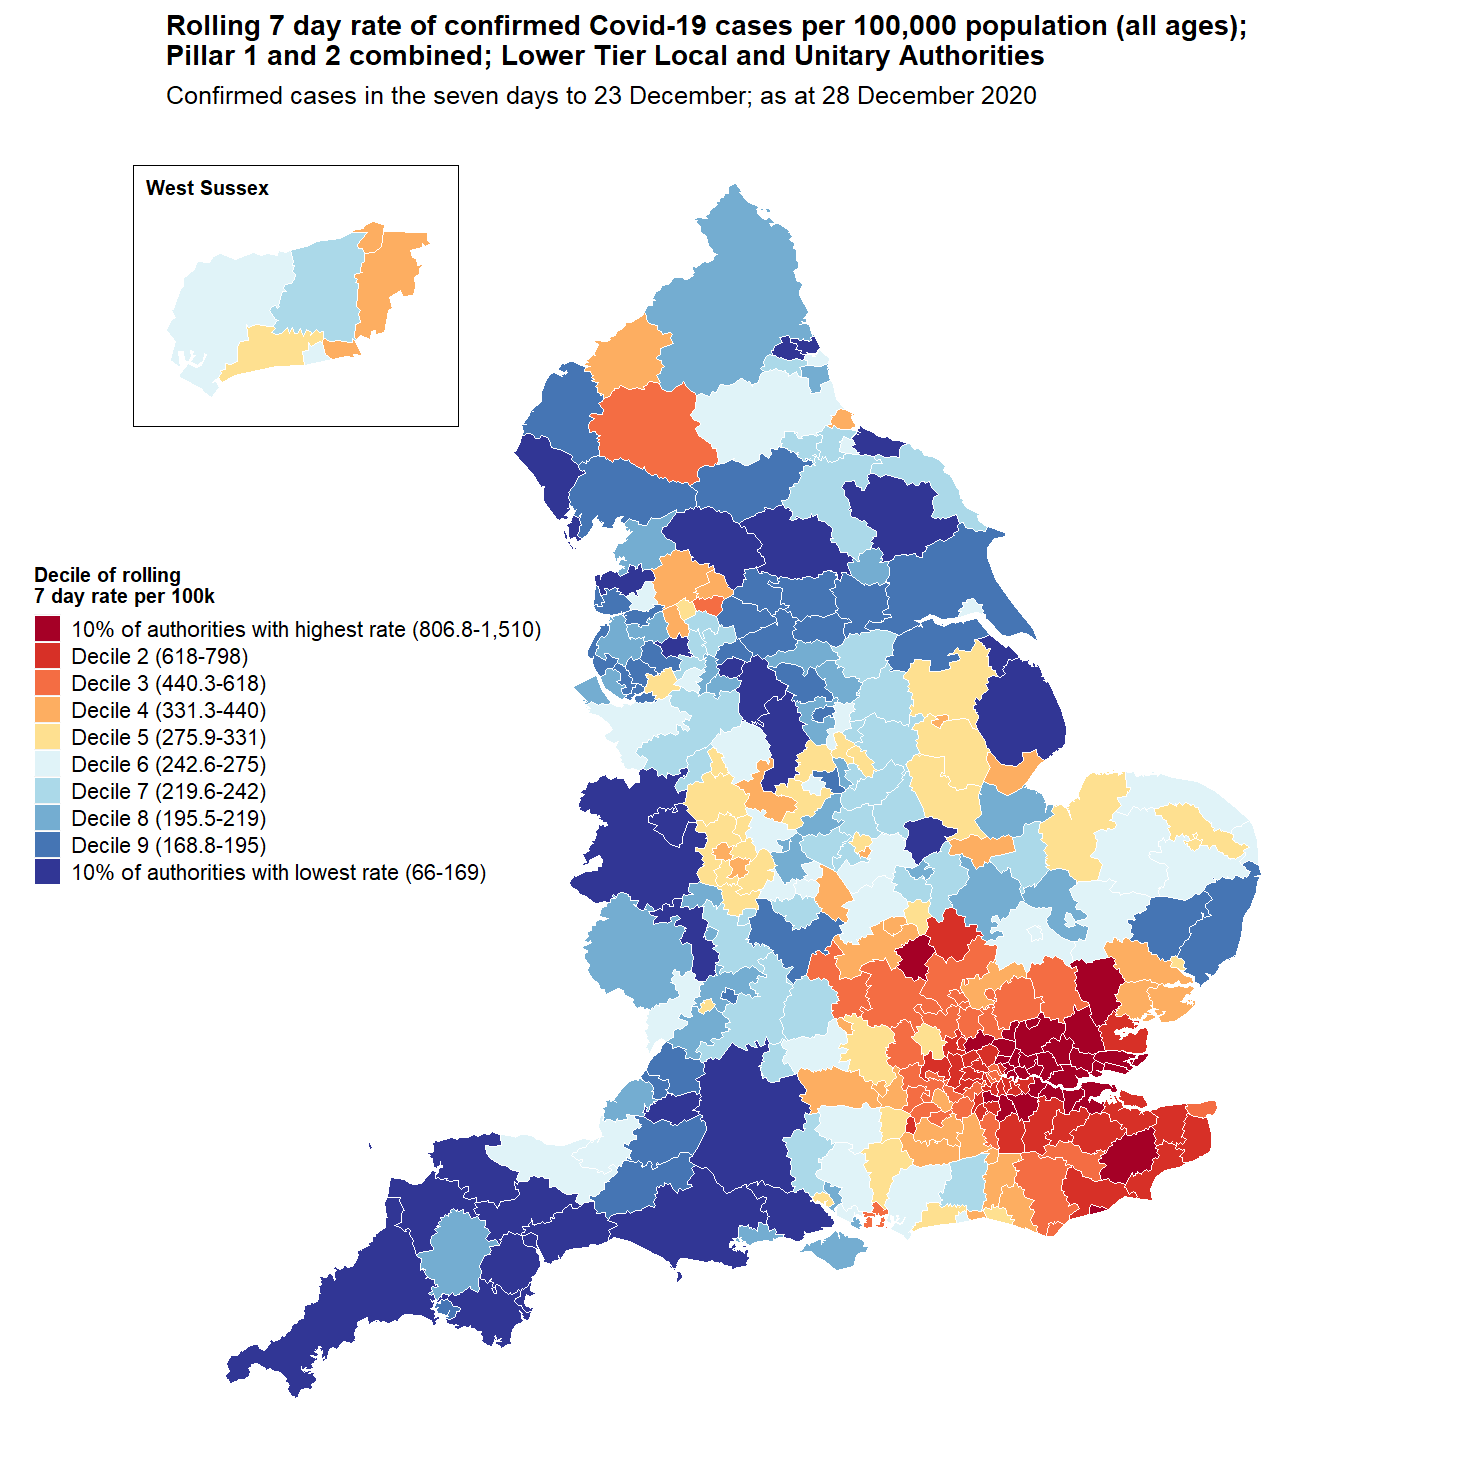 Rolling 7 day rate of confirmed Covid-19 cases per 100,000 population (all ages);
Pillar 1 and 2 combined; Lower Tier Local and Unitary Authorities
Confirmed cases in the seven days to 23 December; as at 28 December 2020
West Sussex
Decile of rolling
7 day rate per 100k
10% of authorities with highest rate (806.8-1,510)
Decile 2 (618-798)
Decile 3 (440.3-618)
Decile 4 (331.3-440)
Decile 5 (275.9-331)
Decile 6 (242.6-275)
Decile 7 (219.6-242)
Decile 8 (195.5-219)
Decile 9 (168.8-195)
10% of authorities with lowest rate (66-169)